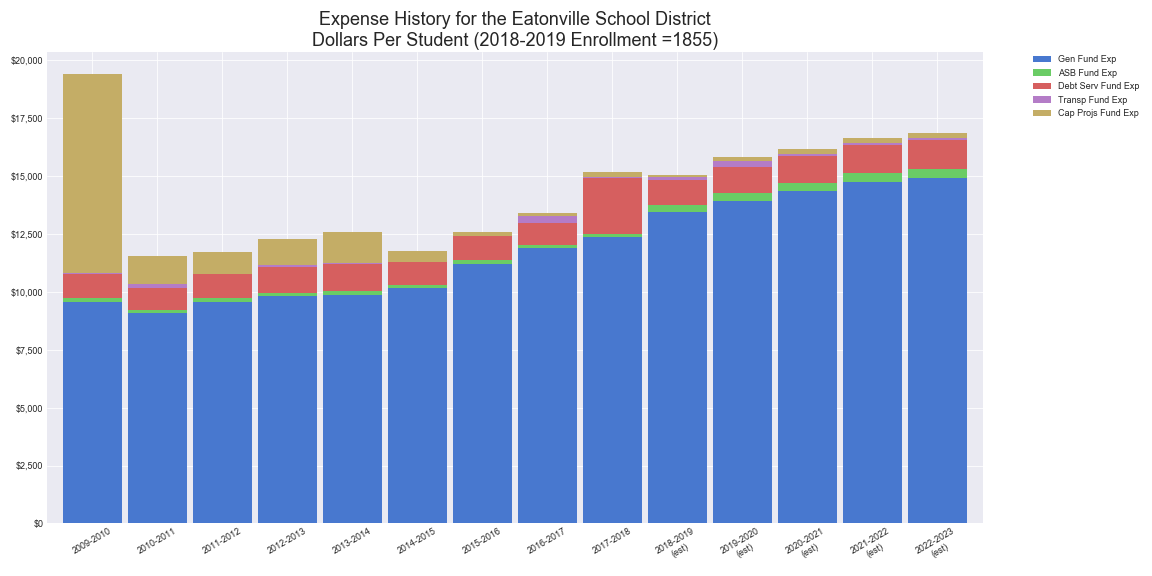 Expense History for the Eatonville School District
Dollars Per Student (2018-2019 Enrollment =1855)
Gen Fund Exp
ASB Fund Exp
Debt Serv Fund Exp
Transp Fund Exp
Cap Projs Fund Exp
$20,000
$17,500
$15,000
$12,500
$10,000
$7,500
$5,000
$2,500
$0
2009-2010
2010-2011
2011-2012
2012-2013
2013-2014
2014-2015
2015-2016
2016-2017
2017-2018
2018-2019
(est)
2019-2020
(est)
2020-2021
(est)
2021-2022
(est)
2022-2023
(est)